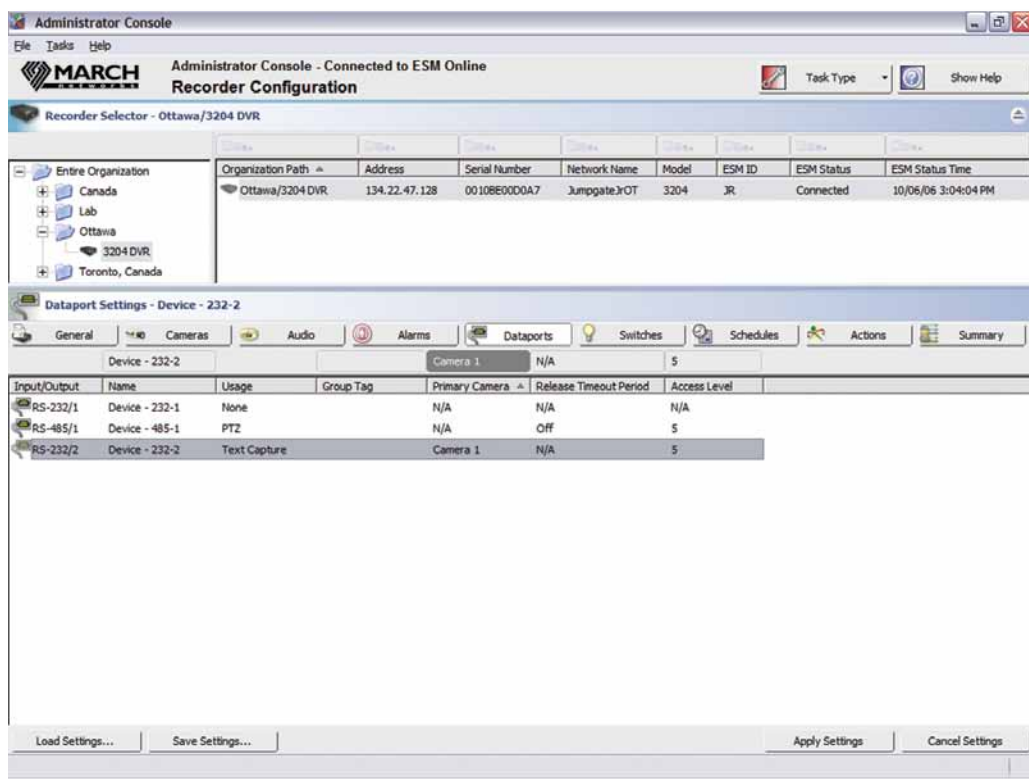 Administrator Console
File Tasks Help
MARCH
NETWORKS
Administrator Console - Connected to ESM Online
Recorder Configuration
Task Type
Show Help
Recorder Selector - Ottawa/3204 DVR
Organization Path Address Serial Number Network Name Model ESM ID ESM Status ESM Status Time
Ottawa/3204 DVR 134.22.47.128 0010BE00D0A7 JumpgateJrOT 3204 JR Connected 10/06/06 3:04:04 PM
Entire Organization
Canada
Lab
Ottawa
3204 DVR
Toronto, Canada
Dataport Settings - Device - 232-2
General Cameras Audio Alarms Dataports Switches Schedules Actions Summary
Device - 232-2 Camera 1 N/A 5
Input/Output Name Usage Group Tag Primary Camera Release Timeout Period Access Level
RS-232/1 Device - 232-1 None N/A N/A N/A
RS-485/1 Device - 485-1 PTZ N/A Off 5
RS-232/2 Device - 232-2 Text Capture Camera 1 N/A 5
Load Settings... Save Settings... Apply Settings Cancel Settings